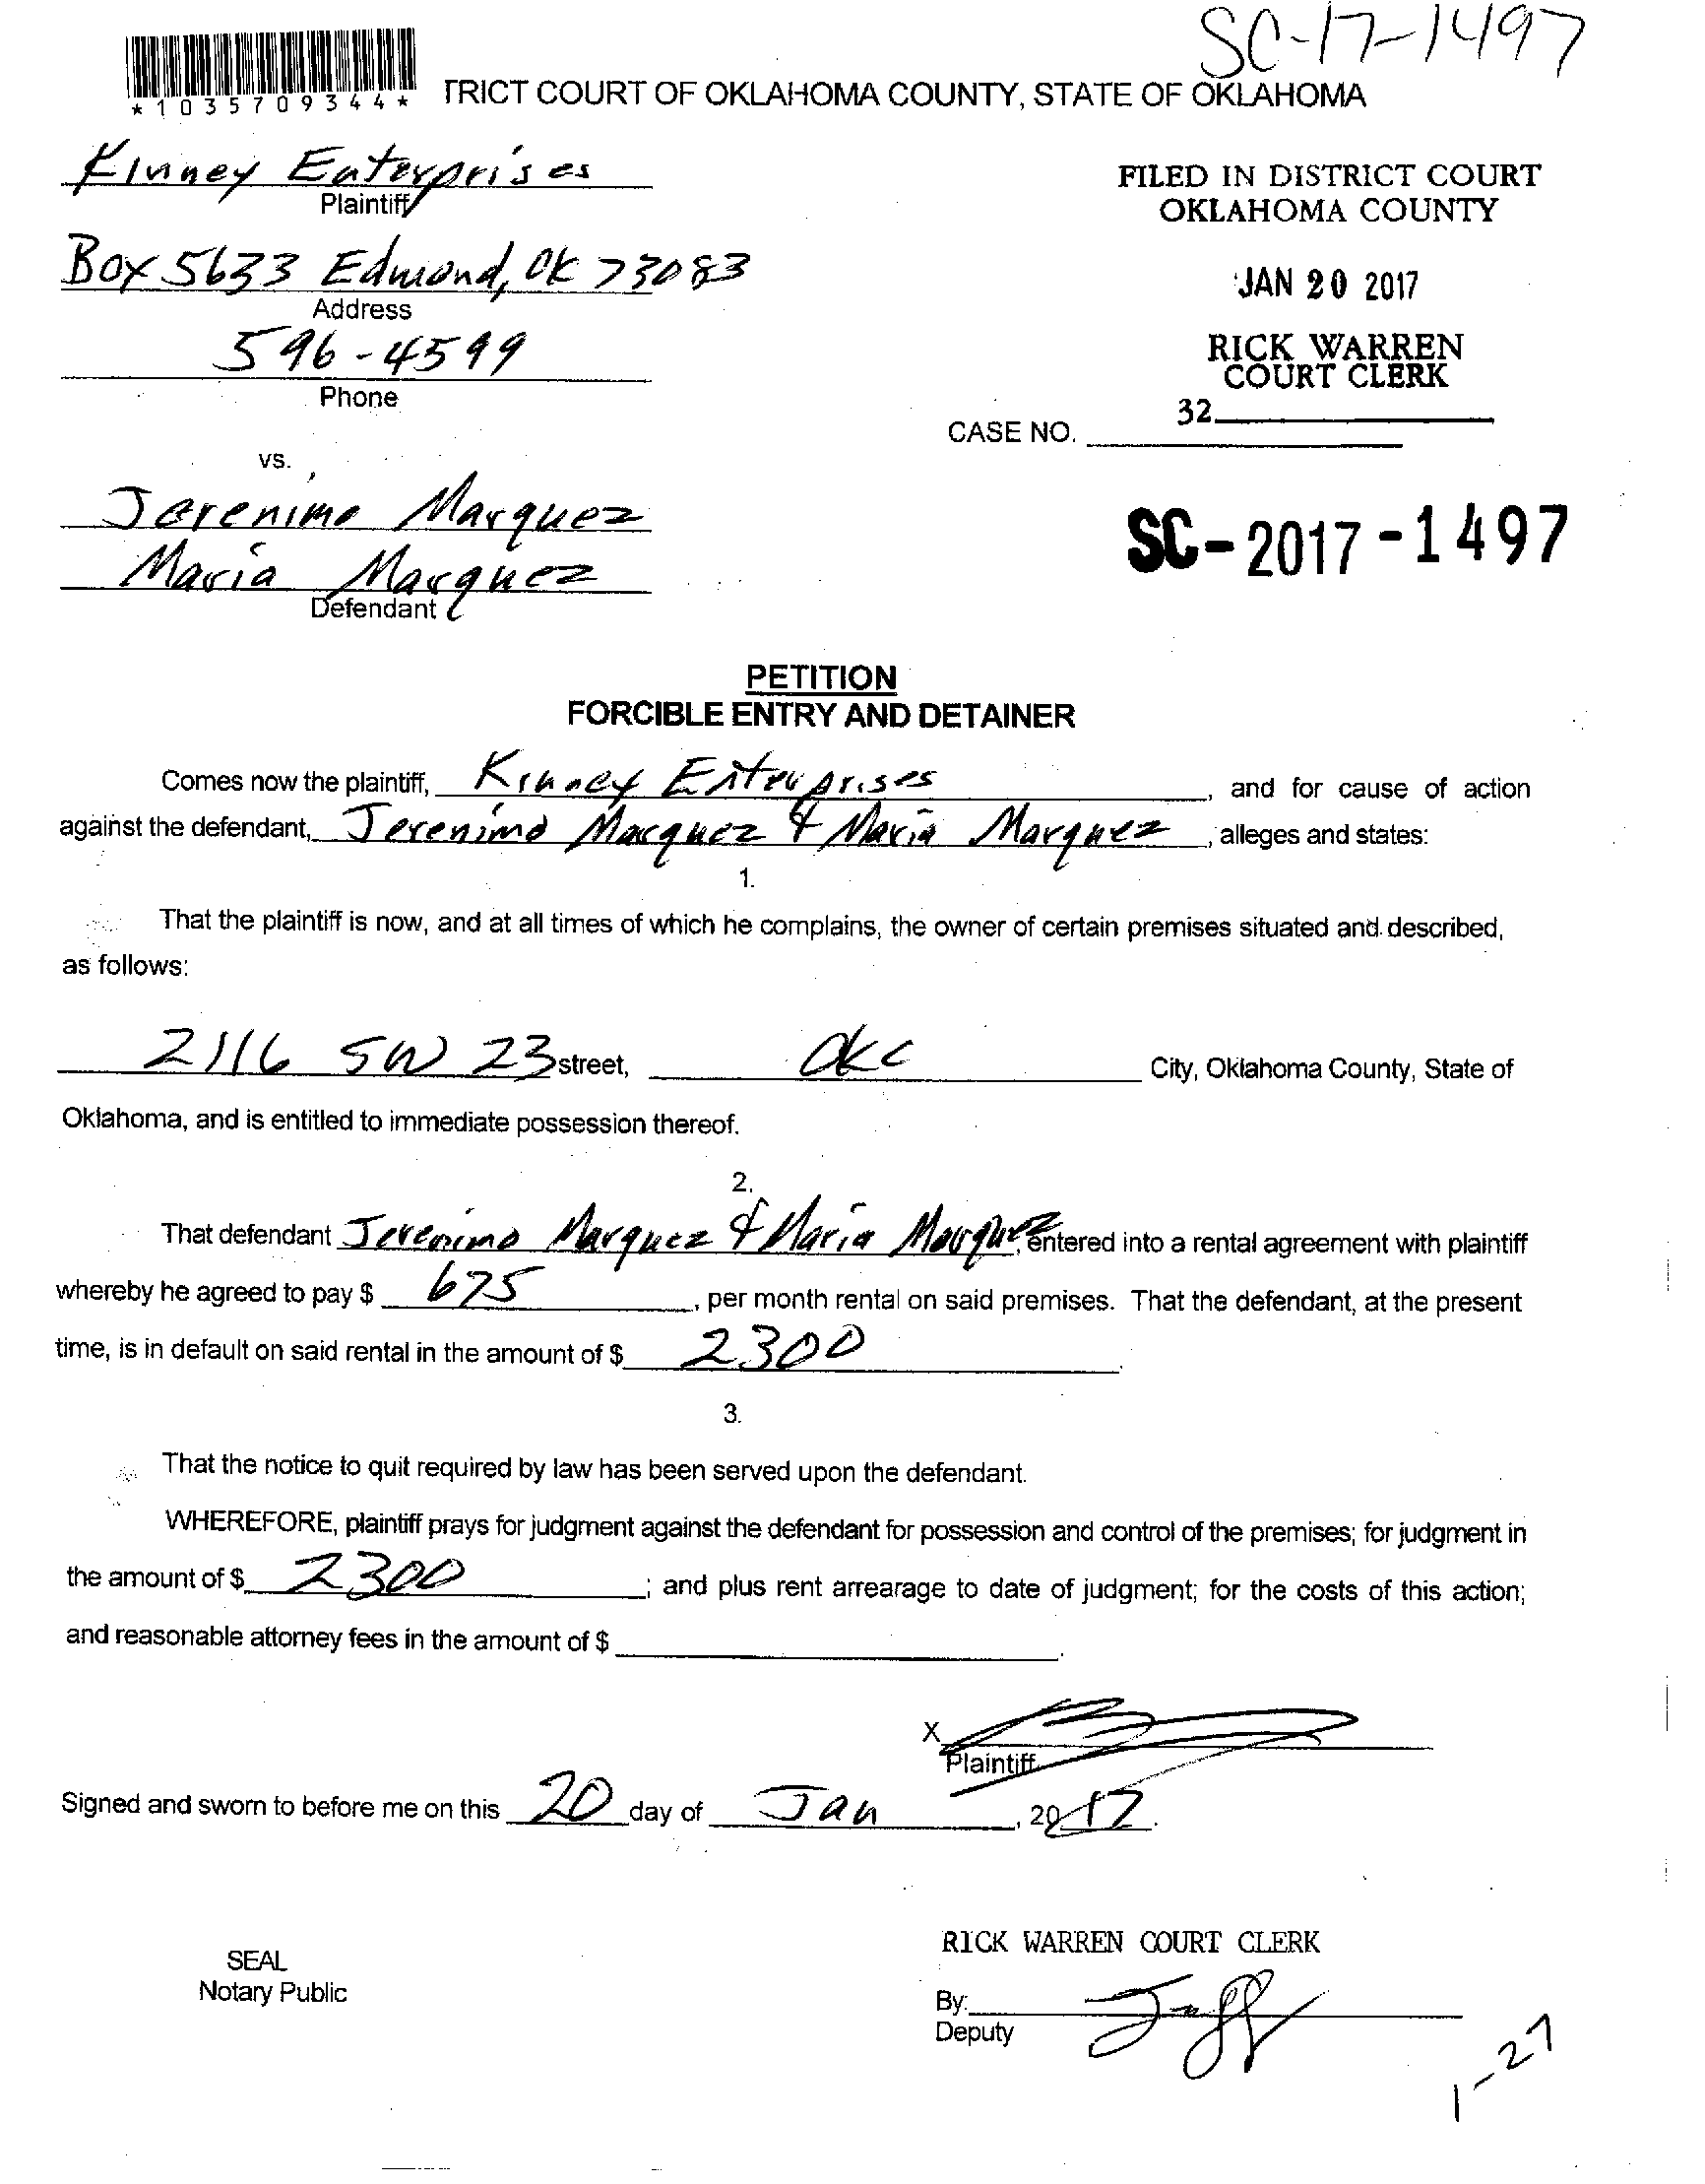 SC-17-1497
*1035709344*
TRICT COURT OF OKLAHOMA COUNTY, STATE OF OKLAHOMA
Kinney Enterprises
Plaintiff
FILED IN DISTRICT COURT
OKLAHOMA COUNTY
Box 5633 Edmond, OK 73083
Address
JAN 20 2017
596-4599
Phone
RICK WARREN
COURT CLERK
32
CASE NO.
vs.
Jerenimo Marquez
Maria Marquez
Defendant
SC-2017-1497
PETITION
FORCIBLE ENTRY AND DETAINER
Comes now the plaintiff, Kinney Enterprises, and for cause of action
against the defendant, Jerenimo Marquez & Maria Marquez, alleges and states:
1.
That the plaintiff is now, and at all times of which he complains, the owner of certain premises situated and described,
as follows:
2116 SW 23 street, OKC City, Oklahoma County, State of
Oklahoma, and is entitled to immediate possession thereof.
2.
That defendant Jerenimo Marquez & Maria Marquez, entered into a rental agreement with plaintiff
whereby he agreed to pay $ 675, per month rental on said premises. That the defendant, at the present
time, is in default on said rental in the amount of $ 2300.
3.
That the notice to quit required by law has been served upon the defendant.
WHEREFORE, plaintiff prays for judgment against the defendant for possession and control of the premises; for judgment in
the amount of $ 2300; and plus rent arrearage to date of judgment; for the costs of this action;
and reasonable attorney fees in the amount of $ .
X
Plaintiff
Signed and sworn to before me on this 20 day of Jan, 2017.
RICK WARREN COURT CLERK
SEAL
Notary Public
By:
Deputy
1-27